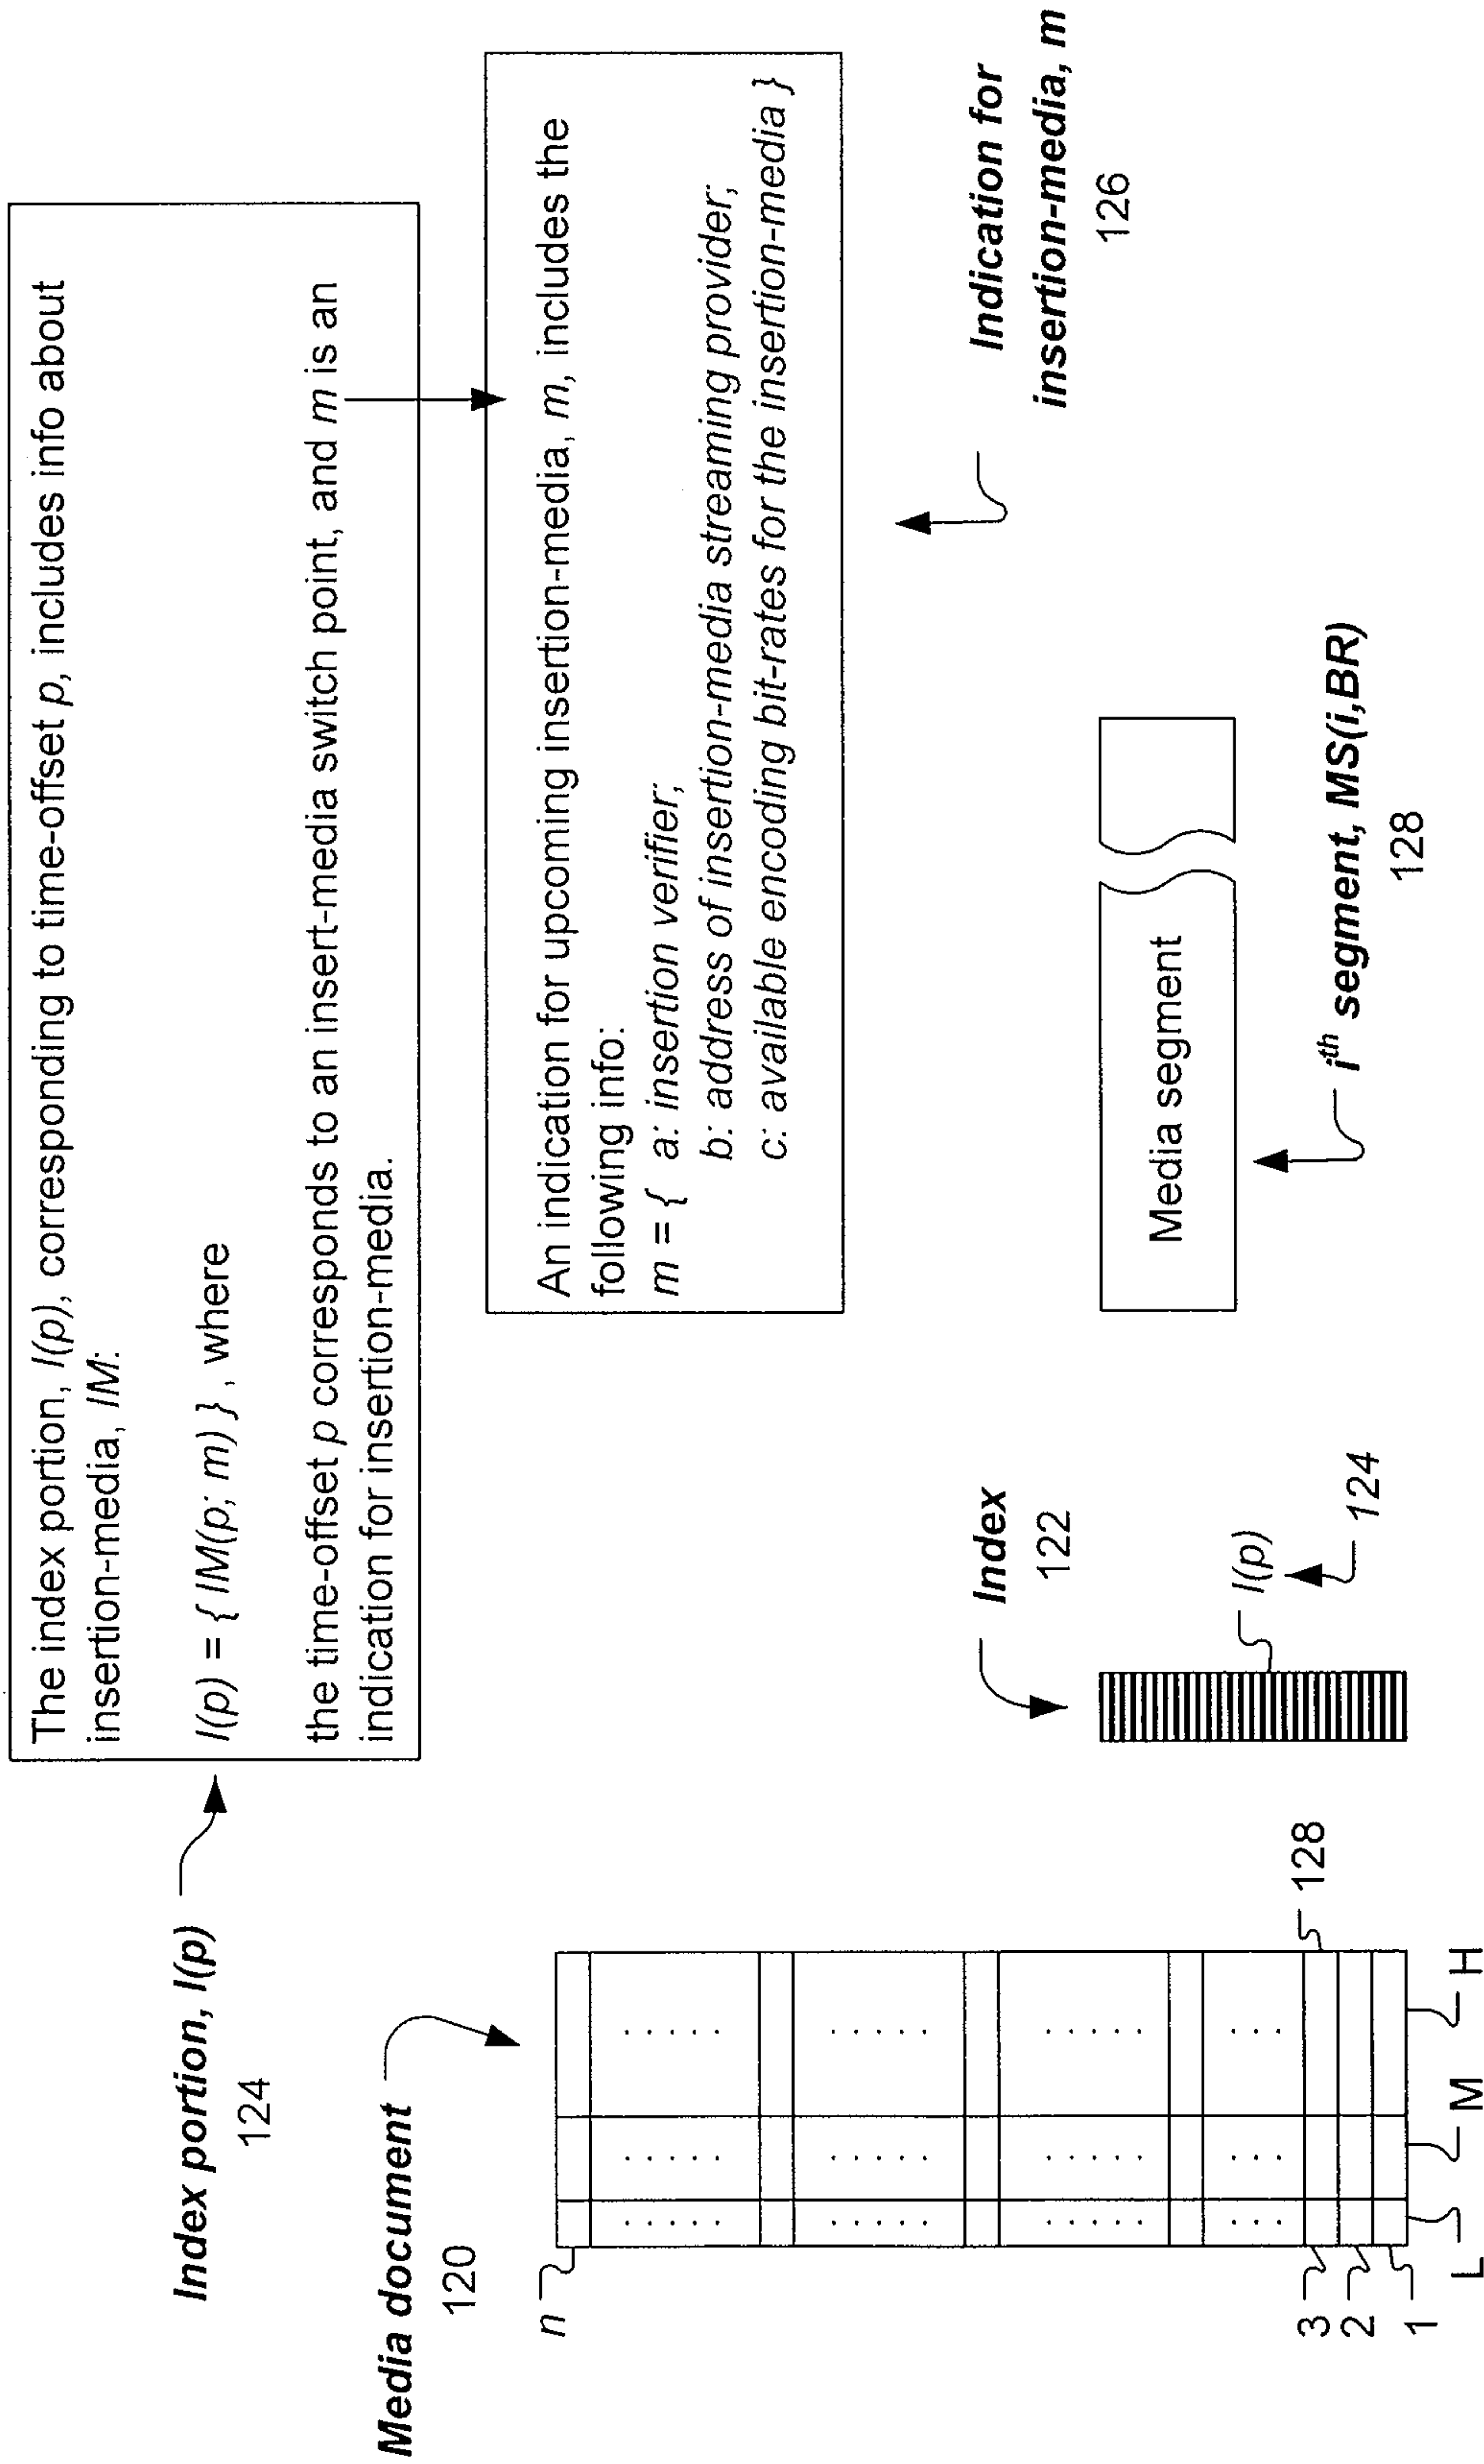 Index portion, I(p)
124
The index portion, I(p), corresponding to time-offset p, includes info about
insertion-media, IM:
I(p) = { IM(p; m) } , where
the time-offset p corresponds to an insert-media switch point, and m is an
indication for insertion-media.
Media document
120
An indication for upcoming insertion-media, m, includes the
following info:
m = { a: insertion verifier;
b: address of insertion-media streaming provider;
c: available encoding bit-rates for the insertion-media }
Indication for
insertion-media, m
126
n
3
2
1
L
M
H
128
Index
122
I(p)
124
Media segment
ith segment, MS(i,BR)
128